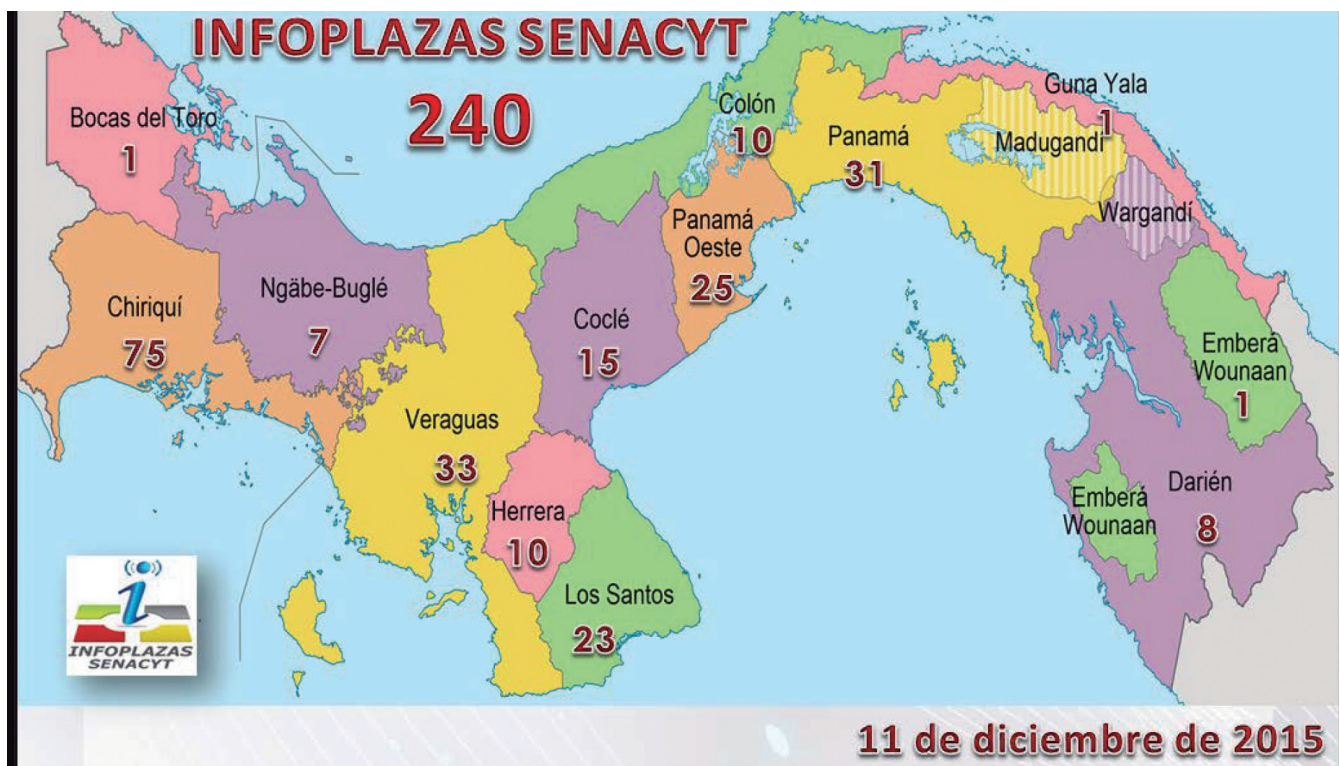 INFOPLAZAS SENACYT
240
Bocas del Toro
1
Chiriquí
75
Ngäbe-Buglé
7
Veraguas
33
Herrera
10
Los Santos
23
Coclé
15
Colón
10
Panamá
Oeste
25
Panamá
31
Guna Yala
1
Madugandí
Wargandí
Emberá
Wounaan
1
Emberá
Wounaan
Darién
8
i
INFOPLAZAS
SENACYT
11 de diciembre de 2015